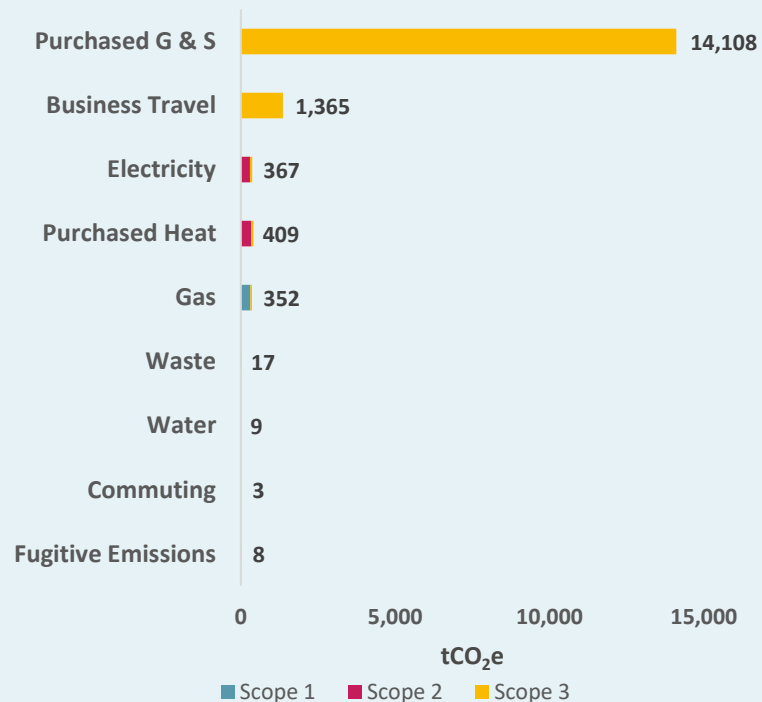 Purchased G & S 14,108
Business Travel 1,365
Electricity 367
Purchased Heat 409
Gas 352
Waste 17
Water 9
Commuting 3
Fugitive Emissions 8
0 5,000 10,000 15,000
tCO₂e
Scope 1 Scope 2 Scope 3